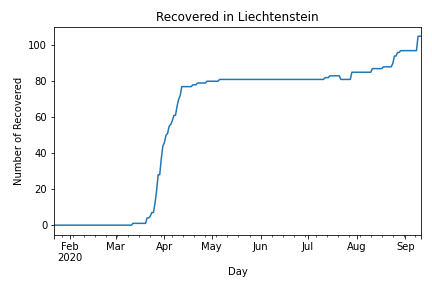 Recovered in Liechtenstein
Number of Recovered
100
80
60
40
20
0
Feb Mar Apr May Jun Jul Aug Sep
2020
Day